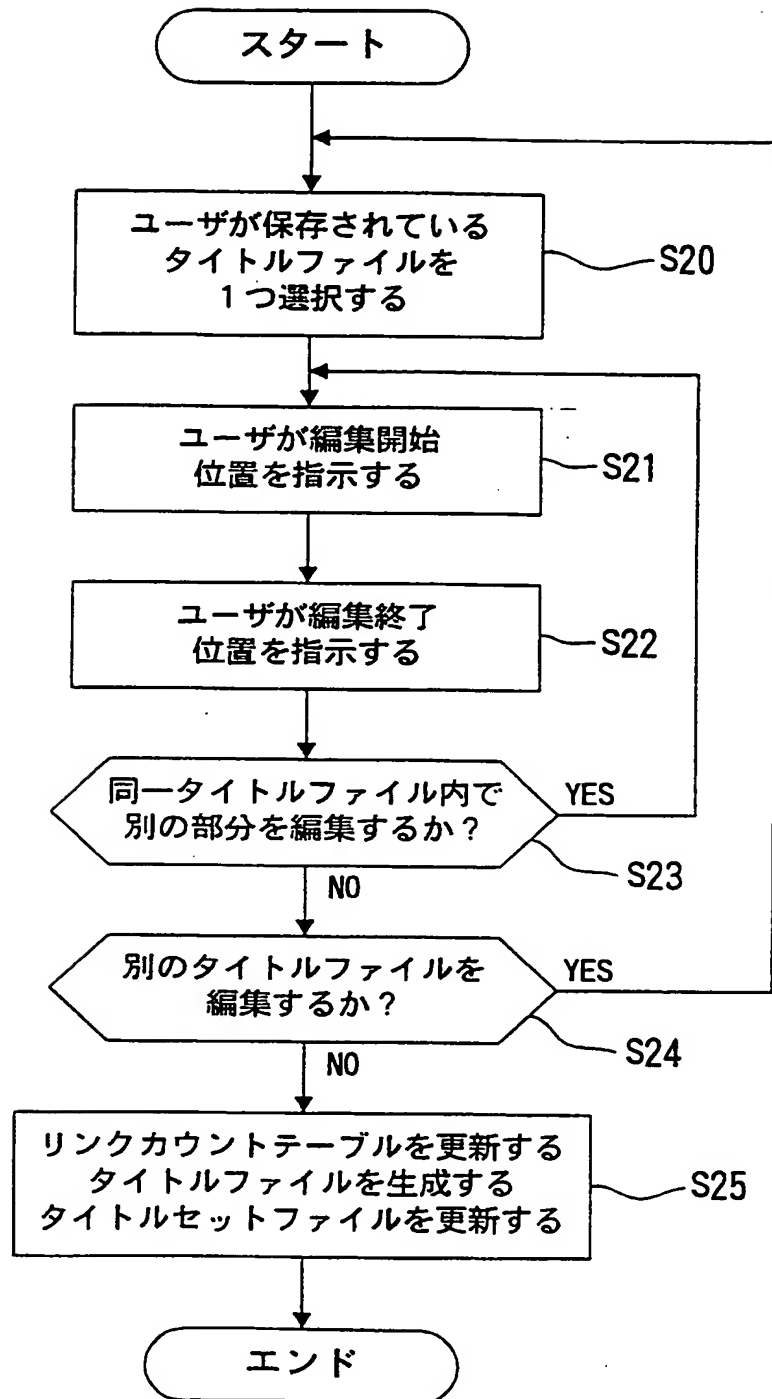 スタート
ユーザが保存されている
タイトルファイルを
1つ選択する
S20
ユーザが編集開始
位置を指示する
S21
ユーザが編集終了
位置を指示する
S22
同一タイトルファイル内で
別の部分を編集するか?
YES
S23
NO
別のタイトルファイルを
編集するか?
YES
S24
NO
リンクカウントテーブルを更新する
タイトルファイルを生成する
タイトルセットファイルを更新する
S25
エンド